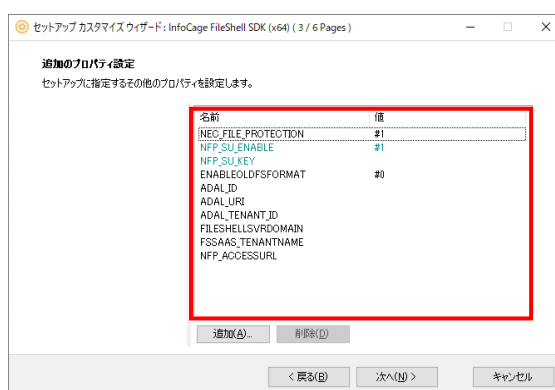 セットアップ カスタマイズ ウィザード : InfoCage FileShell SDK (x64) ( 3 / 6 Pages )
追加のプロパティ設定
セットアップに指定するその他のプロパティを設定します。
名前 値
NEC_FILE_PROTECTION #1
NFP_SU_ENABLE #1
NFP_SU_KEY
ENABLEOLDFSFORMAT #0
ADAL_ID
ADAL_URI
ADAL_TENANT_ID
FILESHELLSVRDOMAIN
FSSAAS_TENANTNAME
NFP_ACCESSURL
追加(A)... 削除(D)
< 戻る(B) 次へ(N) > キャンセル